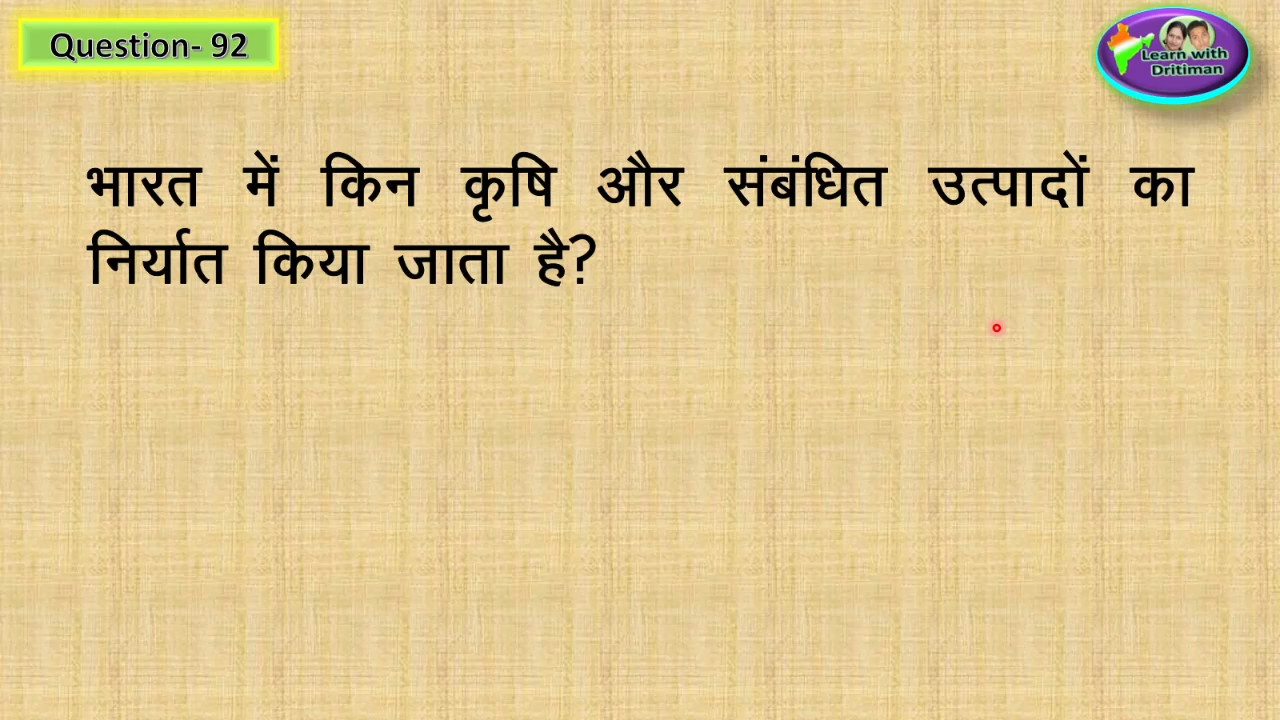 Question- 92
Learn with
Dritiman
भारत में किन कृषि और संबंधित उत्पादों का
निर्यात किया जाता है?